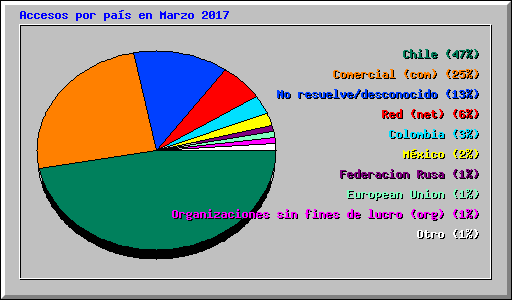 Accesos por país en Marzo 2017
Chile (47%)
Comercial (com) (25%)
No resuelve/desconocido (13%)
Red (net) (6%)
Colombia (3%)
México (2%)
Federacion Rusa (1%)
European Union (1%)
Organizaciones sin fines de lucro (org) (1%)
Otro (1%)